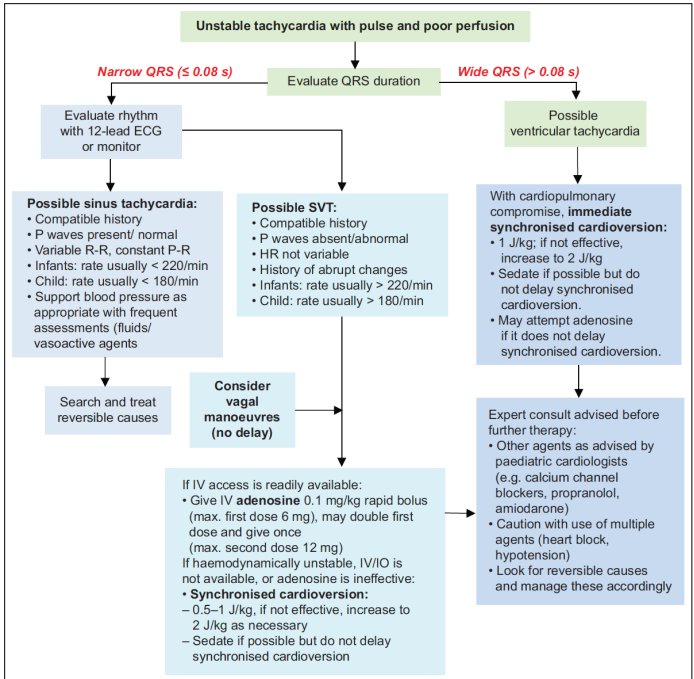 Unstable tachycardia with pulse and poor perfusion
Narrow QRS (≤ 0.08 s)
Evaluate QRS duration
Wide QRS (> 0.08 s)
Evaluate rhythm
with 12-lead ECG
or monitor
Possible
ventricular tachycardia
Possible sinus tachycardia:
• Compatible history
• P waves present/ normal
• Variable R-R, constant P-R
• Infants: rate usually < 220/min
• Child: rate usually < 180/min
• Support blood pressure as
appropriate with frequent
assessments (fluids/
vasoactive agents
Search and treat
reversible causes
Possible SVT:
• Compatible history
• P waves absent/abnormal
• HR not variable
• History of abrupt changes
• Infants: rate usually > 220/min
• Child: rate usually > 180/min
Consider
vagal
manoeuvres
(no delay)
If IV access is readily available:
• Give IV adenosine 0.1 mg/kg rapid bolus
(max. first dose 6 mg), may double first
dose and give once
(max. second dose 12 mg)
If haemodynamically unstable, IV/IO is
not available, or adenosine is ineffective:
• Synchronised cardioversion:
– 0.5–1 J/kg, if not effective, increase to
2 J/kg as necessary
– Sedate if possible but do not delay
synchronised cardioversion
With cardiopulmonary
compromise, immediate
synchronised cardioversion:
• 1 J/kg; if not effective,
increase to 2 J/kg
• Sedate if possible but do
not delay synchronised
cardioversion.
• May attempt adenosine
if it does not delay
synchronised cardioversion.
Expert consult advised before
further therapy:
• Other agents as advised by
paediatric cardiologists
(e.g. calcium channel
blockers, propranolol,
amiodarone)
• Caution with use of multiple
agents (heart block,
hypotension)
• Look for reversible causes
and manage these accordingly